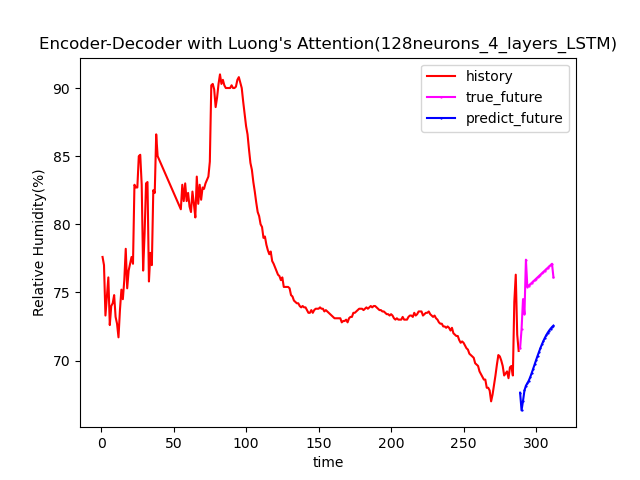 Encoder-Decoder with Luong's Attention(128neurons_4_layers_LSTM)
history
true_future
predict_future
90
85
80
75
70
Relative Humidity(%)
0 50 100 150 200 250 300
time